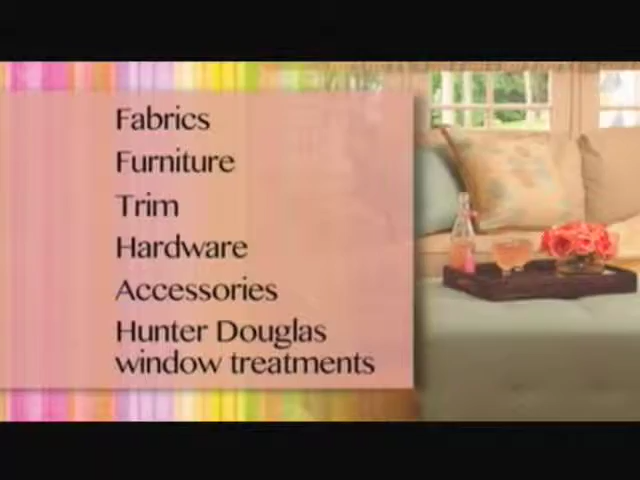 Fabrics
Furniture
Trim
Hardware
Accessories
Hunter Douglas
window treatments